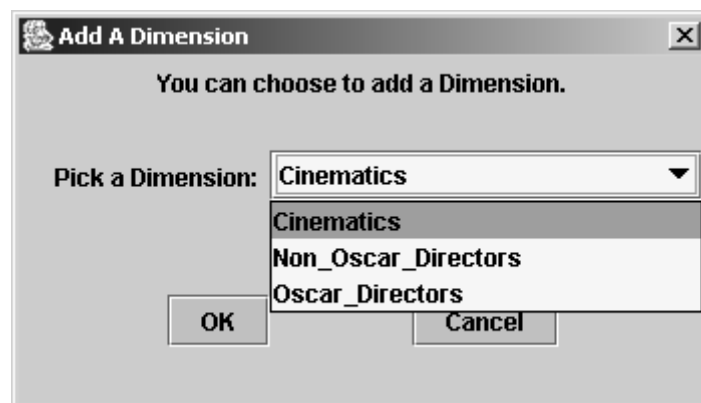 Add A Dimension
You can choose to add a Dimension.
Pick a Dimension: Cinematics
Cinematics
Non_Oscar_Directors
Oscar_Directors
OK Cancel